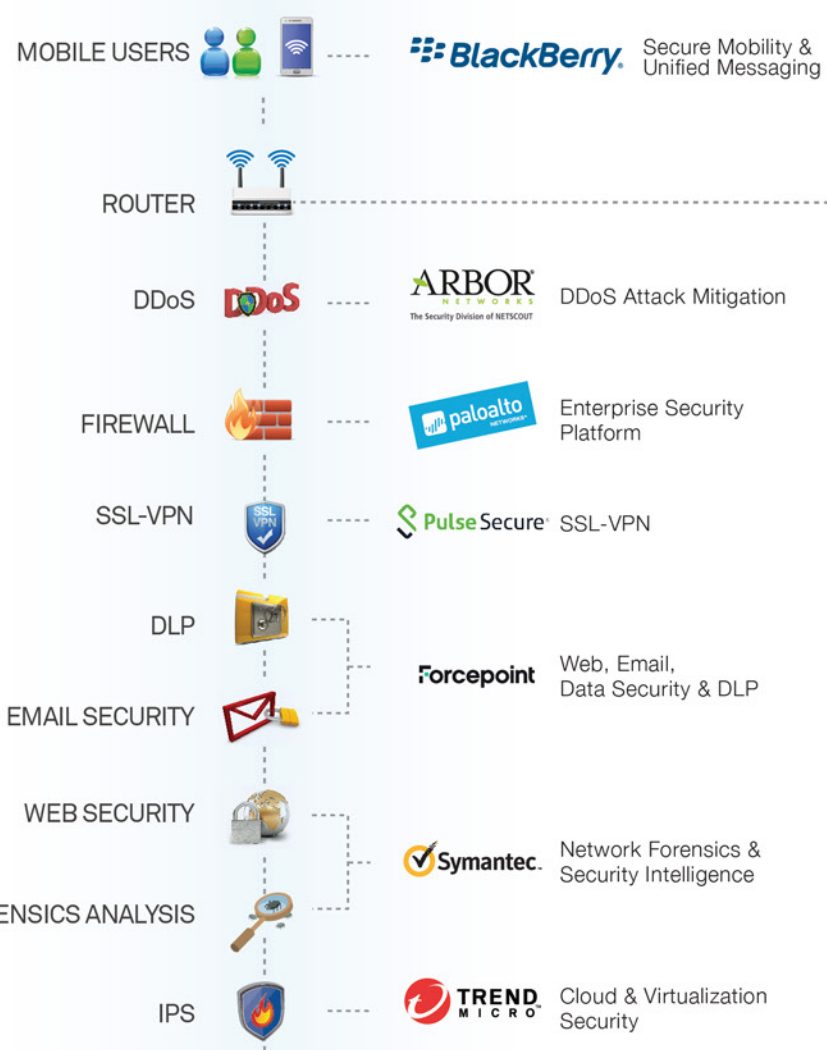 MOBILE USERS
BlackBerry®
Secure Mobility &
Unified Messaging
ROUTER
DDoS
DDoS
ARBOR®
NETWORKS
The Security Division of NETSCOUT
DDoS Attack Mitigation
FIREWALL
paloalto
NETWORKS®
Enterprise Security
Platform
SSL-VPN
SSL
VPN
Pulse Secure®
SSL-VPN
DLP
Forcepoint
Web, Email,
Data Security & DLP
EMAIL SECURITY
WEB SECURITY
Symantec™
Network Forensics &
Security Intelligence
ENSICS ANALYSIS
IPS
TREND
MICRO™
Cloud & Virtualization
Security